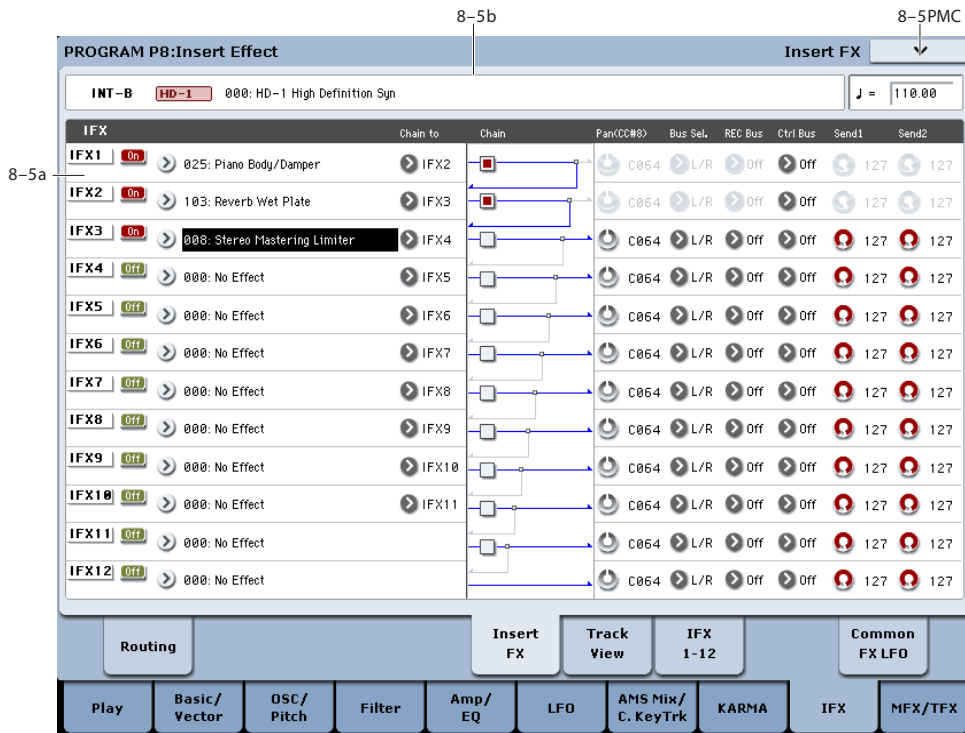 8–5b
8–5PMC
PROGRAM P8:Insert Effect
Insert FX
INT-B HD-1 000: HD-1 High Definition Syn
♩ = 110.00
IFX Chain to Chain Pan(CC#8) Bus Sel. REC Bus Ctrl Bus Send1 Send2
8–5a
IFX1 On 025: Piano Body/Damper IFX2 C064 L/R Off Off 127 127
IFX2 On 103: Reverb Wet Plate IFX3 C064 L/R Off Off 127 127
IFX3 On 008: Stereo Mastering Limiter IFX4 C064 L/R Off Off 127 127
IFX4 Off 000: No Effect IFX5 C064 L/R Off Off 127 127
IFX5 Off 000: No Effect IFX6 C064 L/R Off Off 127 127
IFX6 Off 000: No Effect IFX7 C064 L/R Off Off 127 127
IFX7 Off 000: No Effect IFX8 C064 L/R Off Off 127 127
IFX8 Off 000: No Effect IFX9 C064 L/R Off Off 127 127
IFX9 Off 000: No Effect IFX10 C064 L/R Off Off 127 127
IFX10 Off 000: No Effect IFX11 C064 L/R Off Off 127 127
IFX11 Off 000: No Effect C064 L/R Off Off 127 127
IFX12 Off 000: No Effect C064 L/R Off Off 127 127
Routing
Insert
FX
Track
View
IFX
1-12
Common
FX LFO
Play
Basic/
Vector
OSC/
Pitch
Filter
Amp/
EQ
LFO
AMS Mix/
C. KeyTrk
KARMA
IFX
MFX/TFX